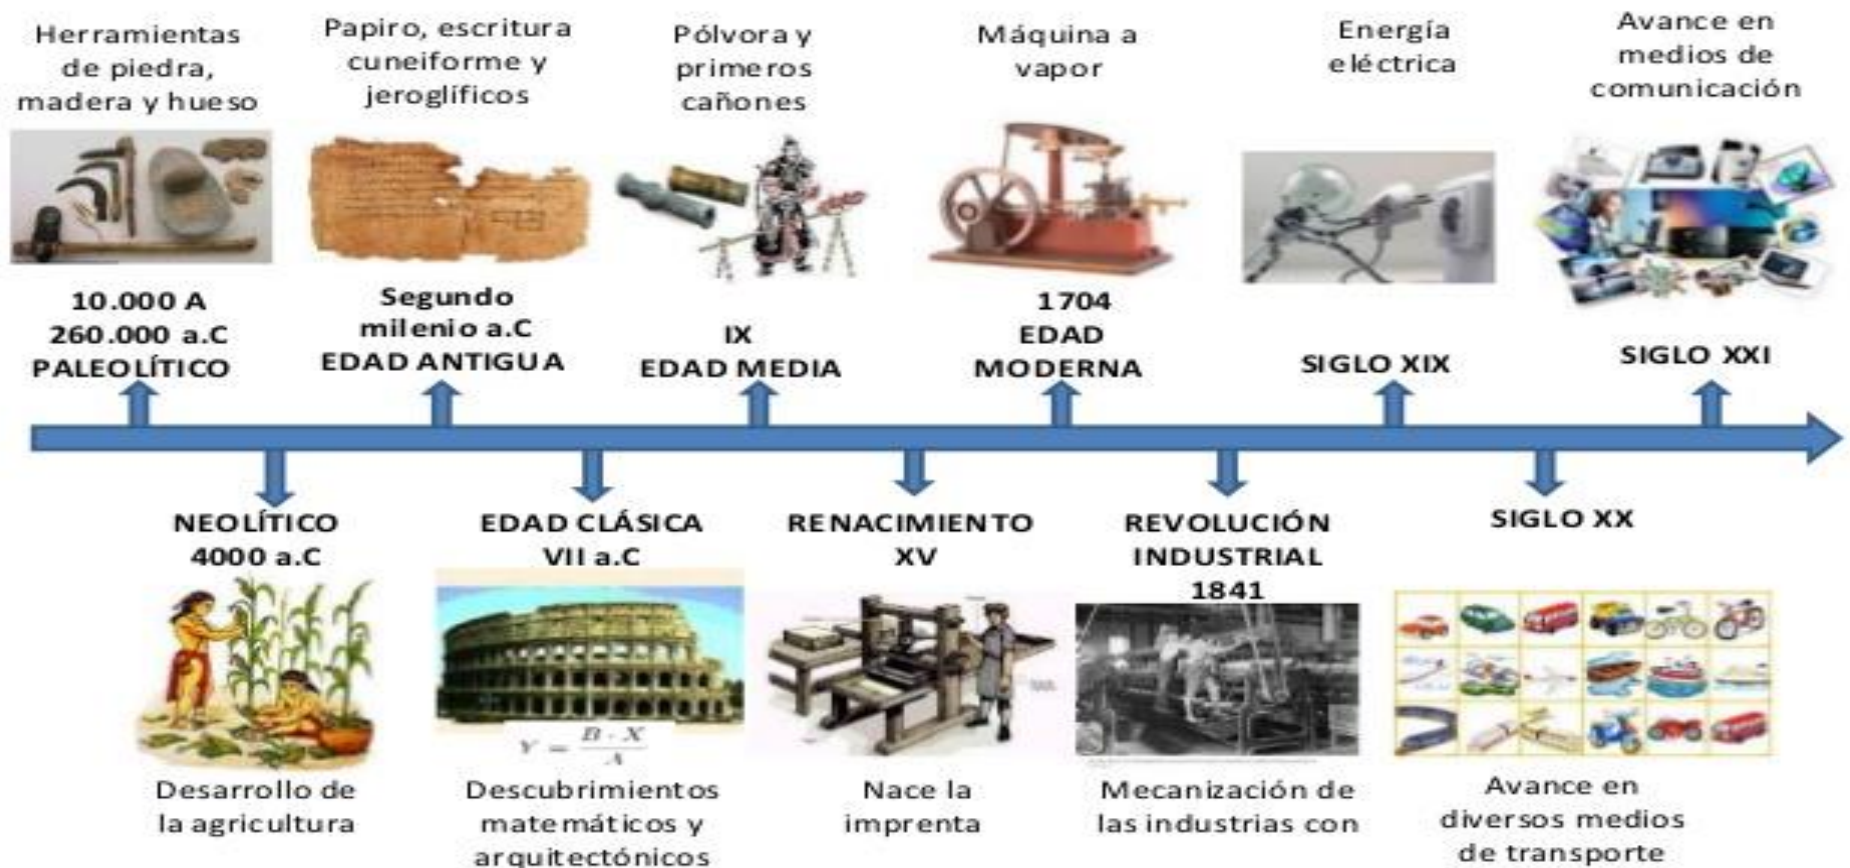 Herramientas
de piedra,
madera y hueso
10.000 A
260.000 a.C
PALEOLÍTICO
Papiro, escritura
cuneiforme y
jeroglíficos
Segundo
milenio a.C
EDAD ANTIGUA
Pólvora y
primeros
cañones
IX
EDAD MEDIA
Máquina a
vapor
1704
EDAD
MODERNA
Energía
eléctrica
SIGLO XIX
Avance en
medios de
comunicación
SIGLO XXI
NEOLÍTICO
4000 a.C
Desarrollo de
la agricultura
EDAD CLÁSICA
VII a.C
Y = B · X / A
Descubrimientos
matemáticos y
arquitectónicos
RENACIMIENTO
XV
Nace la
imprenta
REVOLUCIÓN
INDUSTRIAL
1841
Mecanización de
las industrias con
SIGLO XX
Avance en
diversos medios
de transporte